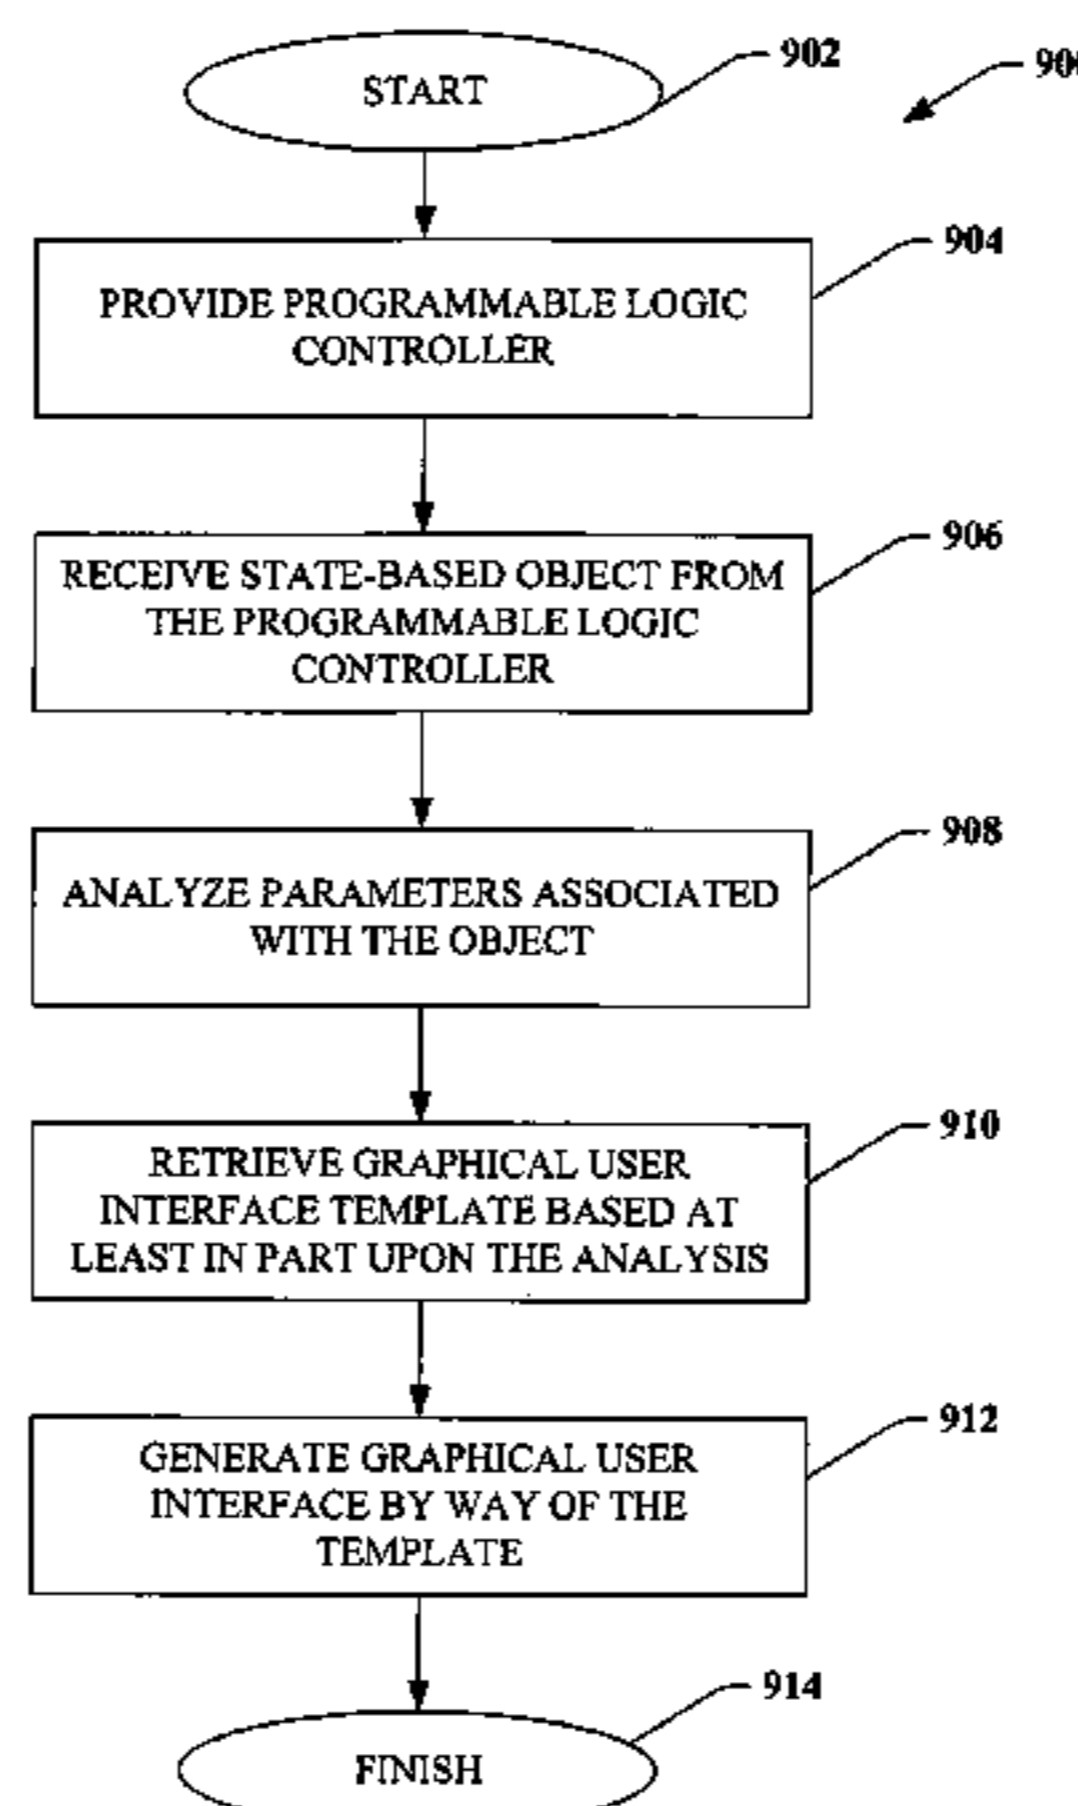 START
902
904
PROVIDE PROGRAMMABLE LOGIC
CONTROLLER
906
RECEIVE STATE-BASED OBJECT FROM
THE PROGRAMMABLE LOGIC
CONTROLLER
908
ANALYZE PARAMETERS ASSOCIATED
WITH THE OBJECT
910
RETRIEVE GRAPHICAL USER
INTERFACE TEMPLATE BASED AT
LEAST IN PART UPON THE ANALYSIS
912
GENERATE GRAPHICAL USER
INTERFACE BY WAY OF THE
TEMPLATE
914
FINISH